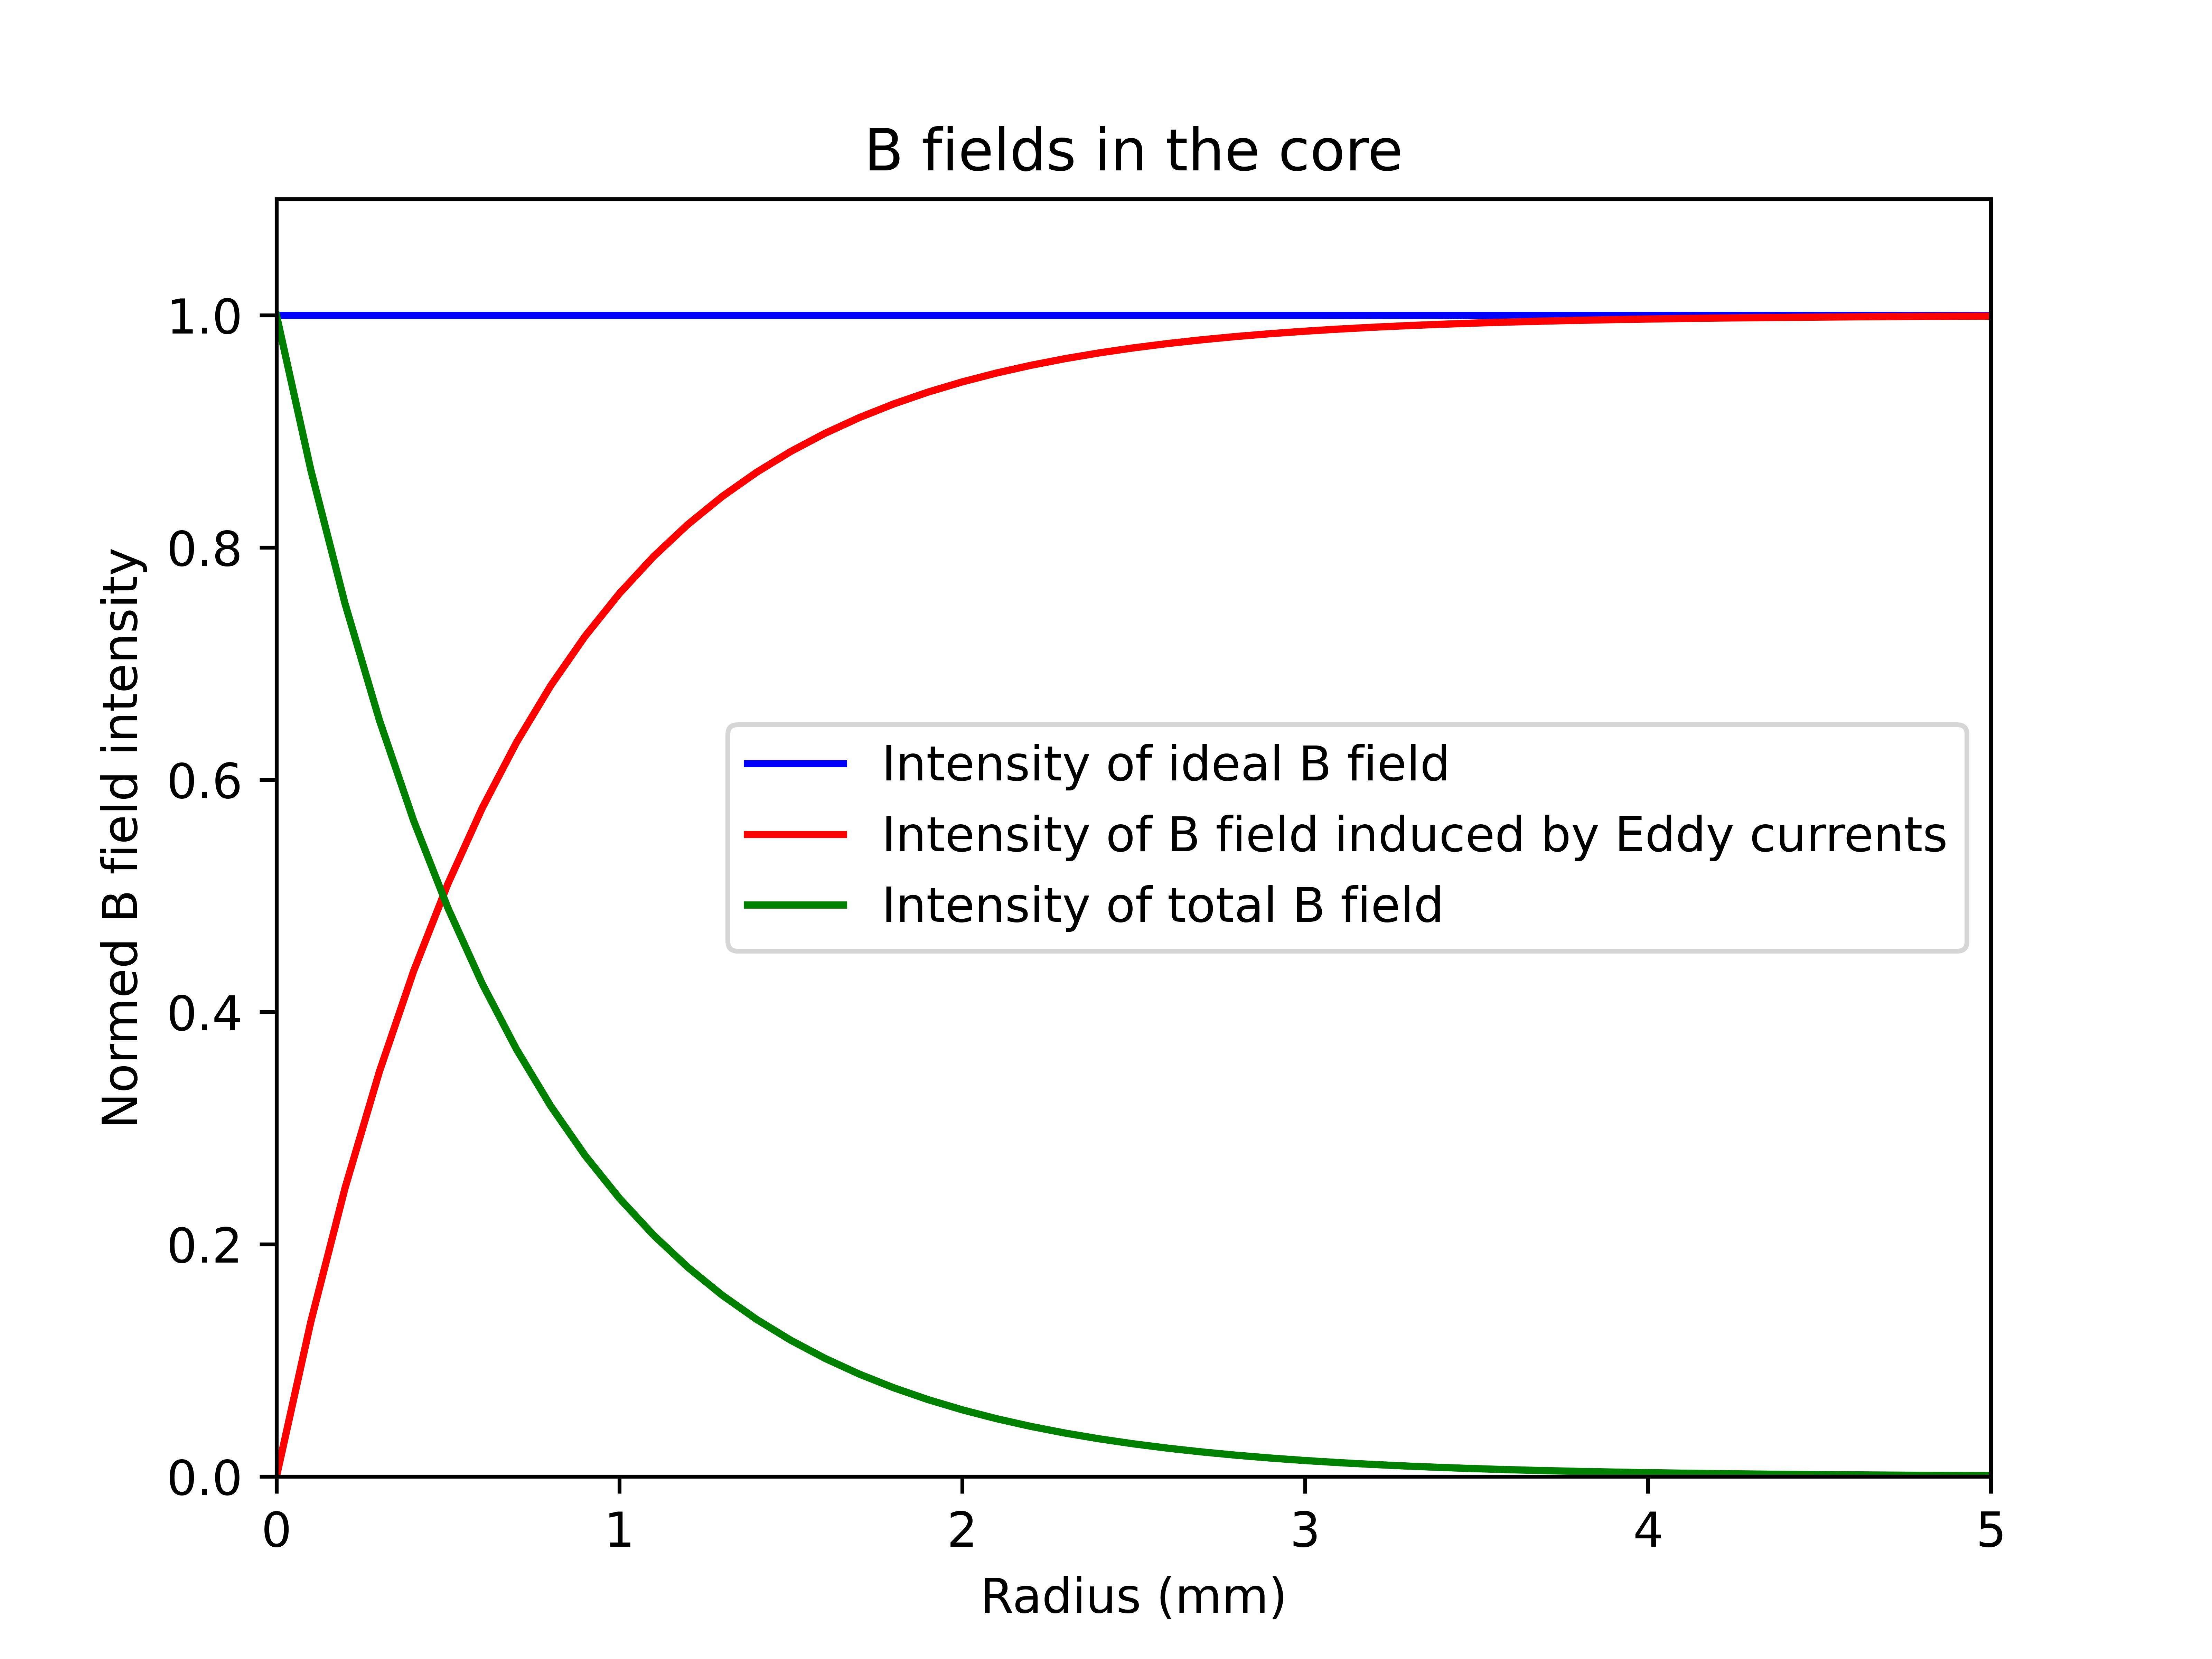 B fields in the core
Normed B field intensity
1.0
0.8
0.6
0.4
0.2
0.0
Intensity of ideal B field
Intensity of B field induced by Eddy currents
Intensity of total B field
0 1 2 3 4 5
Radius (mm)